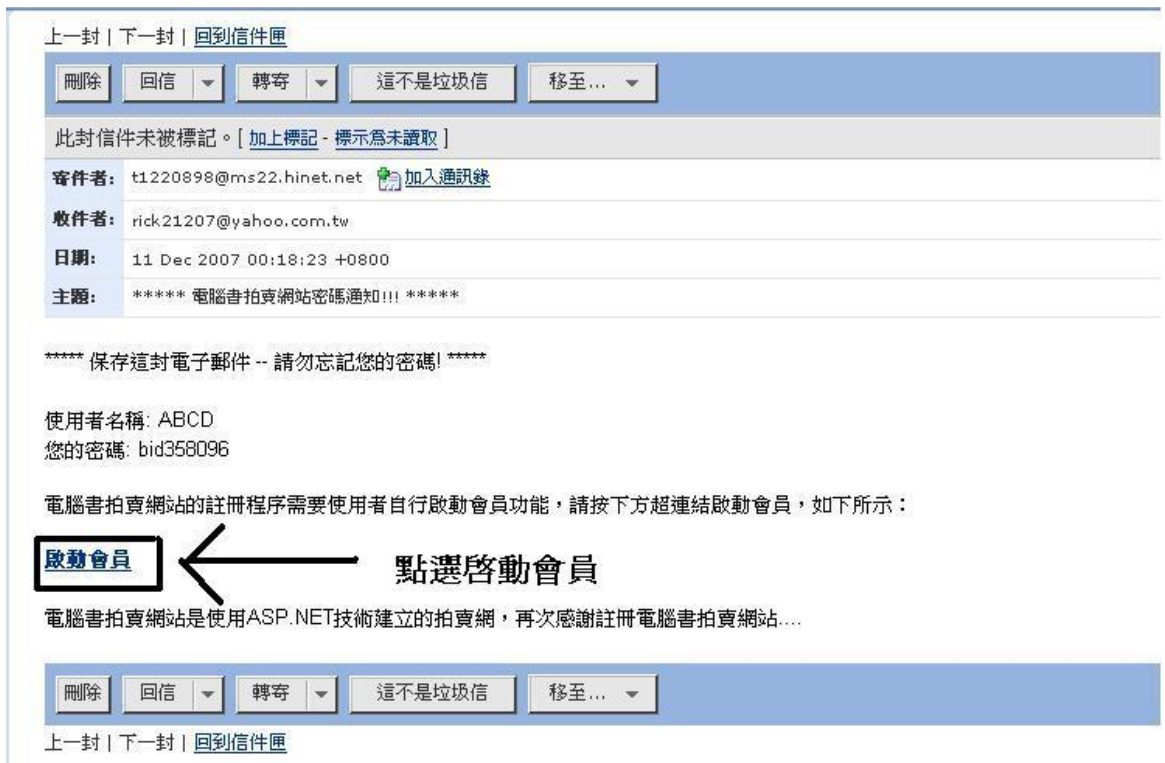 上一封 | 下一封 | 回到信件匣
刪除 回信 轉寄 這不是垃圾信 移至...
此封信件未被標記。[ 加上標記 - 標示為未讀取 ]
寄件者: t1220898@ms22.hinet.net 加入通訊錄
收件者: rick21207@yahoo.com.tw
日期: 11 Dec 2007 00:18:23 +0800
主題: ***** 電腦書拍賣網站密碼通知!!! *****
***** 保存這封電子郵件 -- 請勿忘記您的密碼! *****
使用者名稱: ABCD
您的密碼: bid358096
電腦書拍賣網站的註冊程序需要使用者自行啟動會員功能，請按下方超連結啟動會員，如下所示：
啟動會員 點選啓動會員
電腦書拍賣網站是使用ASP.NET技術建立的拍賣網，再次感謝註冊電腦書拍賣網站....
刪除 回信 轉寄 這不是垃圾信 移至...
上一封 | 下一封 | 回到信件匣